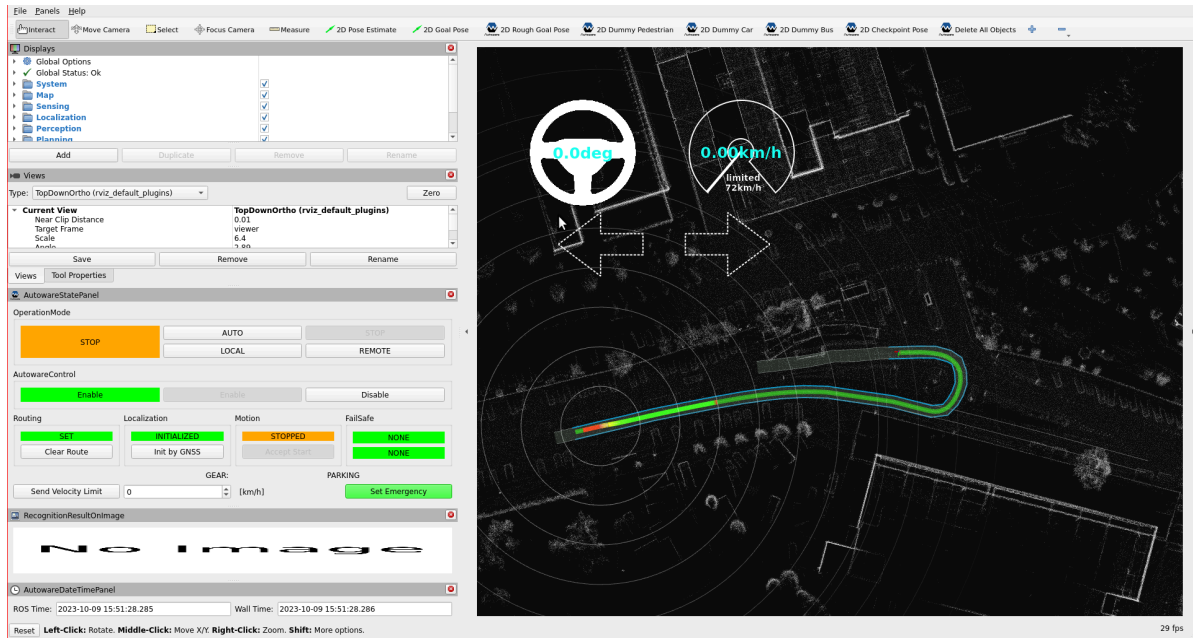 File Panels Help
Interact Move Camera Select Focus Camera Measure 2D Pose Estimate 2D Goal Pose 2D Rough Goal Pose 2D Dummy Pedestrian 2D Dummy Car 2D Dummy Bus 2D Checkpoint Pose Delete All Objects
Displays
Global Options
Global Status: Ok
System
Map
Sensing
Localization
Perception
Planning
Add Duplicate Remove Rename
Views
Type: TopDownOrtho (rviz_default_plugins) Zero
Current View TopDownOrtho (rviz_default_plugins)
Near Clip Distance 0.01
Target Frame viewer
Scale 6.4
Angle 2.89
Save Remove Rename
Views Tool Properties
AutowareStatePanel
OperationMode
STOP AUTO STOP
LOCAL REMOTE
AutowareControl
Enable Enable Disable
Routing Localization Motion FailSafe
SET INITIALIZED STOPPED NONE
Clear Route Init by GNSS Accept Start NONE
GEAR: PARKING
Send Velocity Limit 0 [km/h] Set Emergency
RecognitionResultOnImage
No Image
AutowareDateTimePanel
ROS Time: 2023-10-09 15:51:28.285 Wall Time: 2023-10-09 15:51:28.286
Reset Left-Click: Rotate. Middle-Click: Move X/Y. Right-Click: Zoom. Shift: More options. 29 fps
0.0deg 0.00km/h
limited
72km/h